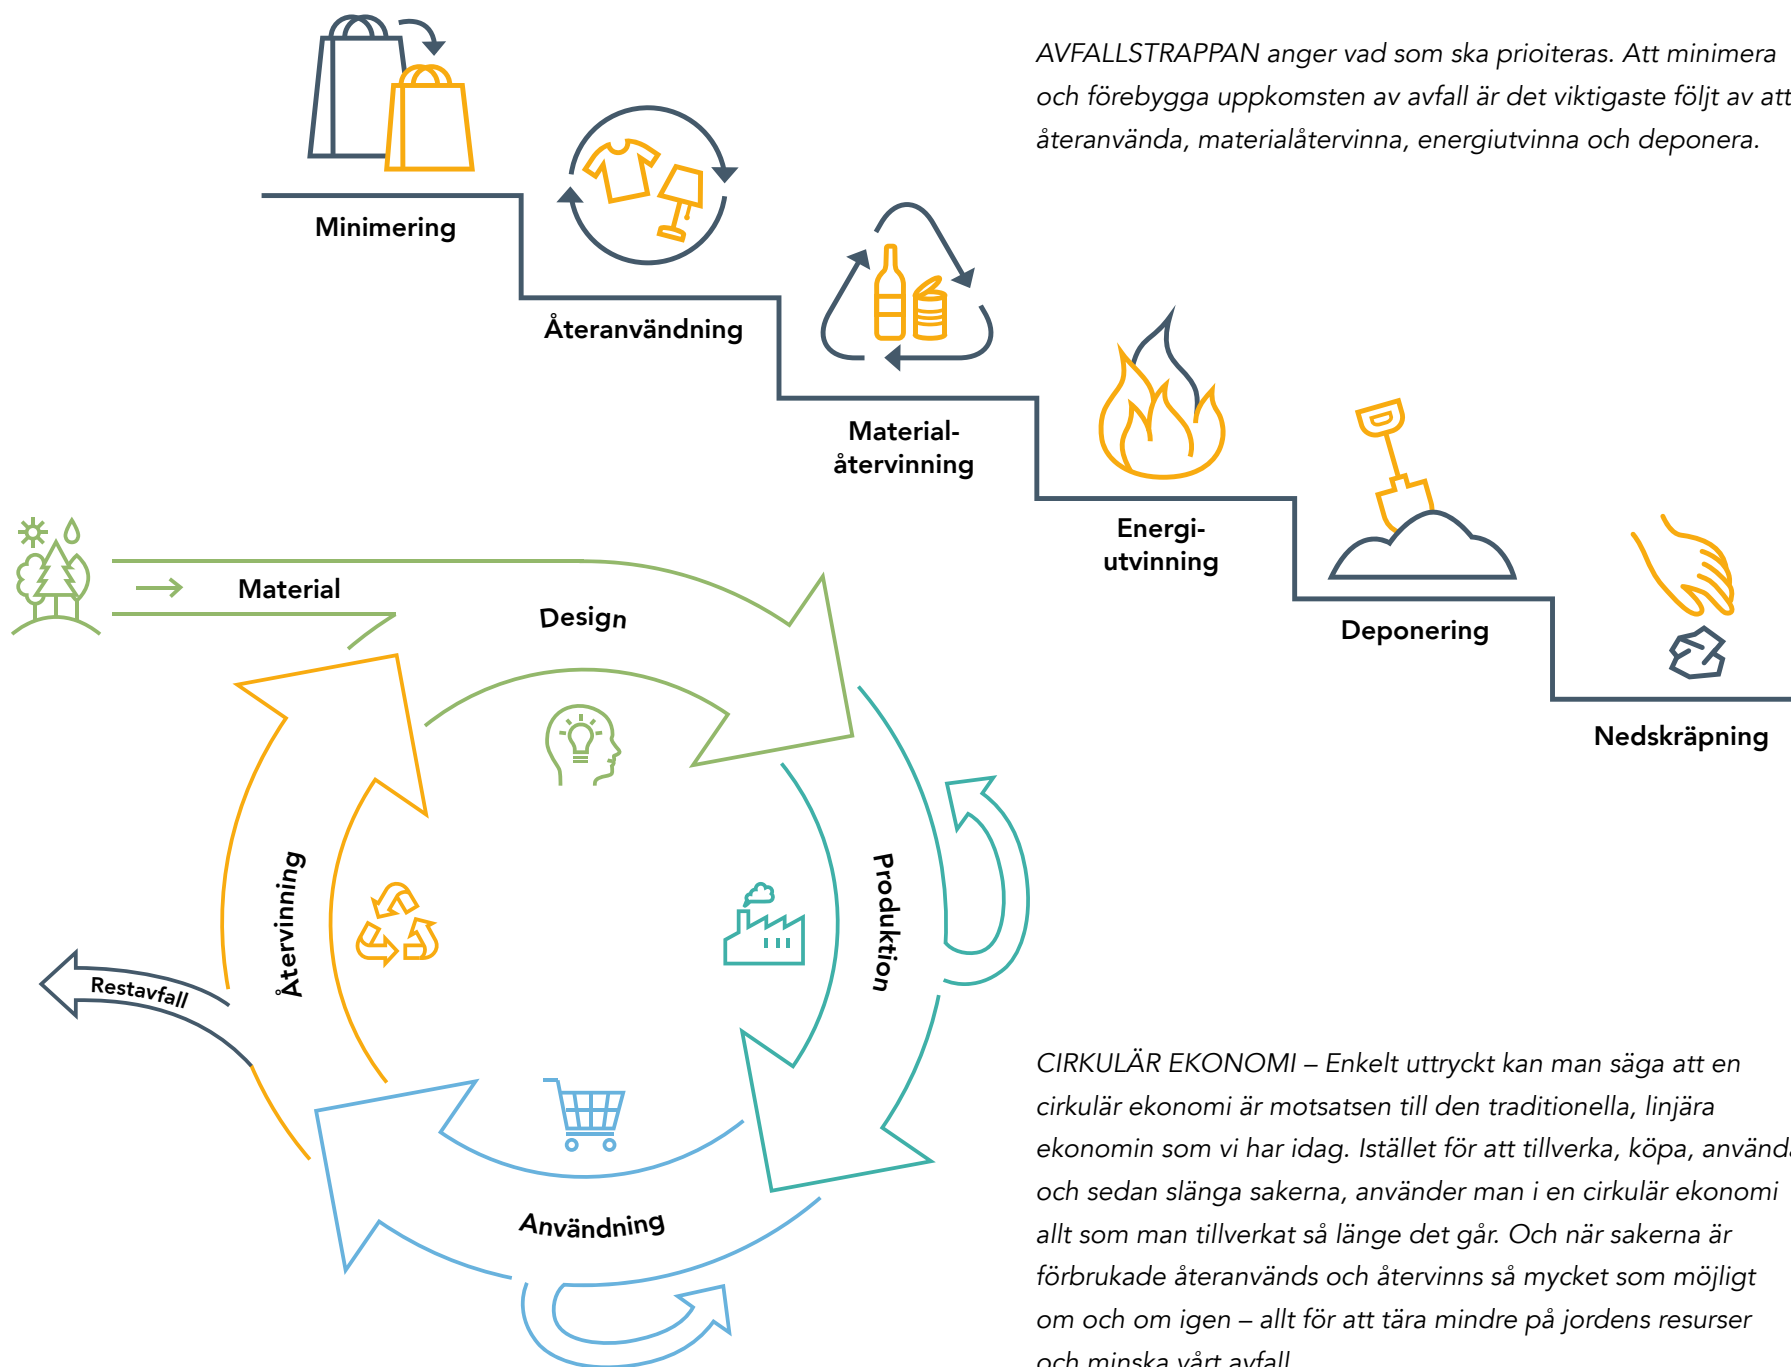 AVFALLSTRAPPAN anger vad som ska prioiteras. Att minimera
och förebygga uppkomsten av avfall är det viktigaste följt av att
återanvända, materialåtervinna, energiutvinna och deponera.
Minimering
Återanvändning
Material-
återvinning
Energi-
utvinning
Deponering
Nedskräpning
Material
Design
Produktion
Användning
Återvinning
Restavfall
CIRKULÄR EKONOMI – Enkelt uttryckt kan man säga att en
cirkulär ekonomi är motsatsen till den traditionella, linjära
ekonomin som vi har idag. Istället för att tillverka, köpa, använda
och sedan slänga sakerna, använder man i en cirkulär ekonomi
allt som man tillverkat så länge det går. Och när sakerna är
förbrukade återanvänds och återvinns så mycket som möjligt
om och om igen – allt för att tära mindre på jordens resurser
och minska vårt avfall